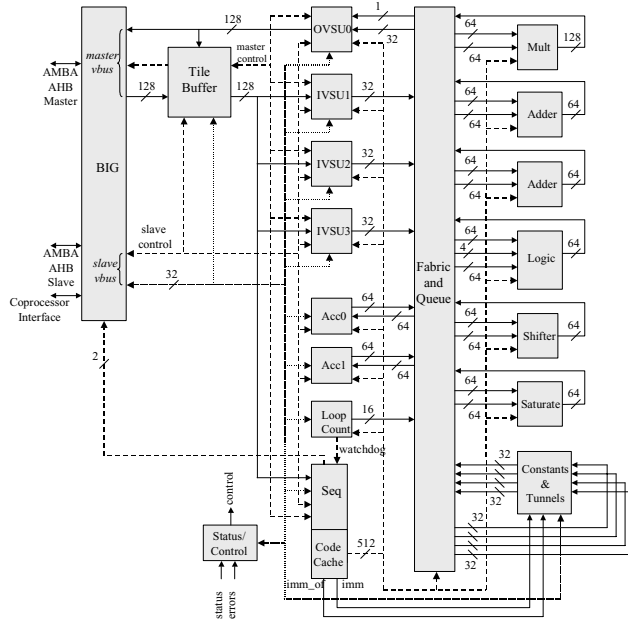 128
1
OVSU0
32
64
64
Mult
128
master
vbus
master
control
AMBA
AHB
Master
128
Tile
Buffer
128
IVSU1
32
64
64
Adder
64
BIG
IVSU2
32
64
64
Adder
64
slave
control
IVSU3
32
Fabric
and
Queue
64
4
64
Logic
64
AMBA
AHB
Slave
slave
vbus
32
Coprocessor
Interface
Acc0
64
64
64
64
Shifter
64
2
Acc1
64
64
64
64
Saturate
64
Loop
Count
16
watchdog
32
32
Constants
&
Tunnels
Seq
control
Status/
Control
Code
Cache
512
32
32
imm_of
imm
status
errors